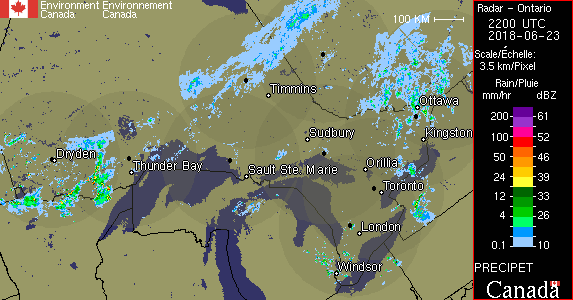 Environment Environnement
Canada Canada
100 KM
Timmins
Ottawa
Sudbury
Kingston
Dryden
Thunder Bay
Sault Ste. Marie
Orillia
Toronto
London
Windsor
Radar - Ontario
2200 UTC
2018-06-23
Scale/Échelle:
3.5 km/Pixel
Rain/Pluie
mm/hr dBZ
200 61
100 52
50 46
24 39
12 33
4 26
0.1 10
PRECIPET
Canada